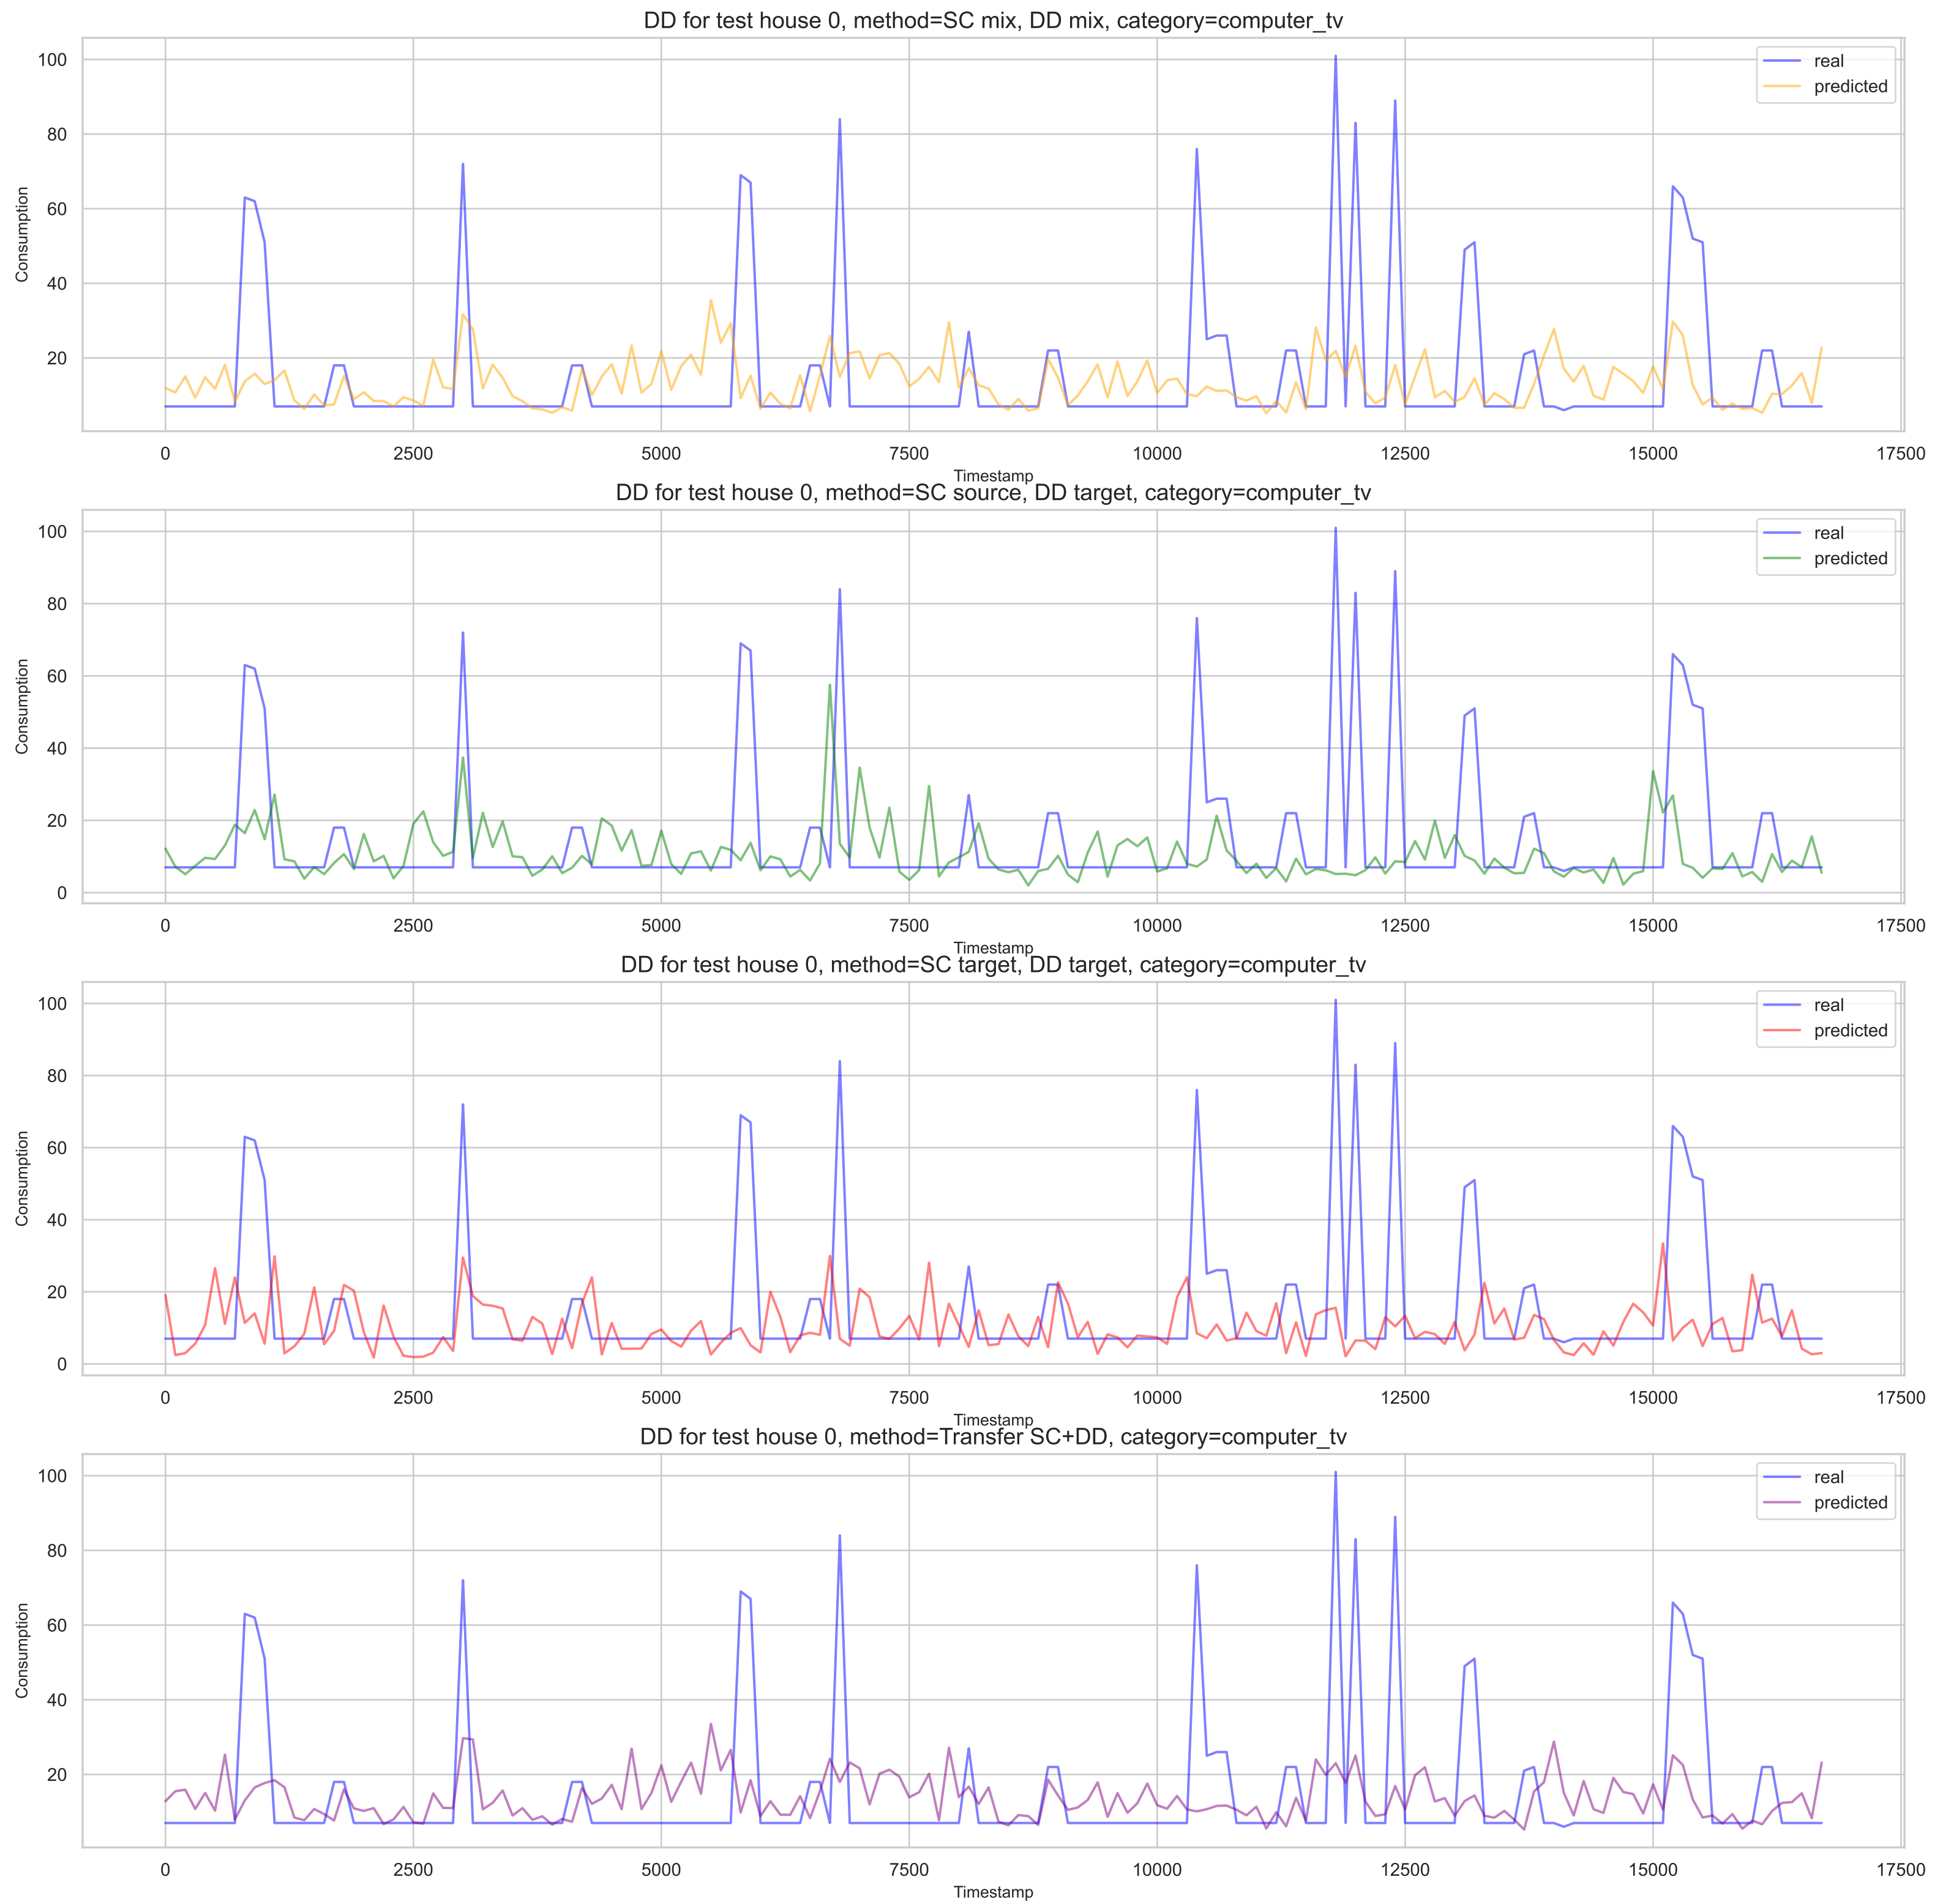 DD for test house 0, method=SC mix, DD mix, category=computer_tv
100
80
60
40
20
Consumption
real
predicted
0 2500 5000 7500 10000 12500 15000 17500
Timestamp
DD for test house 0, method=SC source, DD target, category=computer_tv
100
80
60
40
20
0
Consumption
real
predicted
0 2500 5000 7500 10000 12500 15000 17500
Timestamp
DD for test house 0, method=SC target, DD target, category=computer_tv
100
80
60
40
20
0
Consumption
real
predicted
0 2500 5000 7500 10000 12500 15000 17500
Timestamp
DD for test house 0, method=Transfer SC+DD, category=computer_tv
100
80
60
40
20
Consumption
real
predicted
0 2500 5000 7500 10000 12500 15000 17500
Timestamp